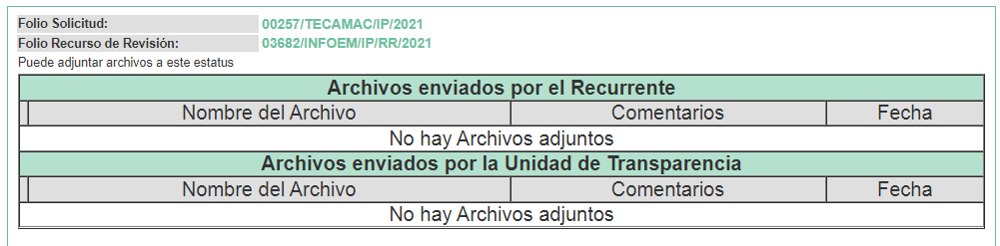 Folio Solicitud: 00257/TECAMAC/IP/2021
Folio Recurso de Revisión: 03682/INFOEM/IP/RR/2021
Puede adjuntar archivos a este estatus
Archivos enviados por el Recurrente
Nombre del Archivo Comentarios Fecha
No hay Archivos adjuntos
Archivos enviados por la Unidad de Transparencia
Nombre del Archivo Comentarios Fecha
No hay Archivos adjuntos